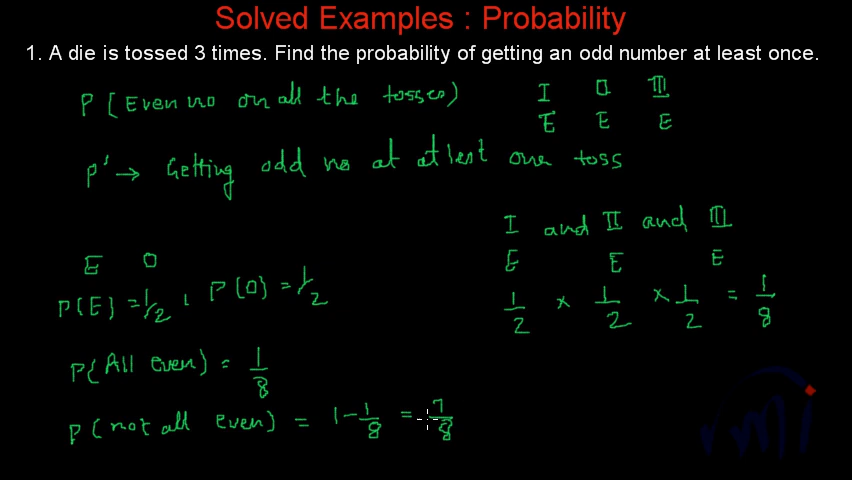 Solved Examples : Probability
1. A die is tossed 3 times. Find the probability of getting an odd number at least once.
P (Even no on all the tosses) I II III
E E E
P' → Getting odd no at atlest one toss
I and II and III
E E E
E O
P(E) = 1/2 , P(O) = 1/2
1/2 × 1/2 × 1/2 = 1/8
P(All even) = 1/8
P(not all even) = 1 - 1/8 = 7/8
vmi